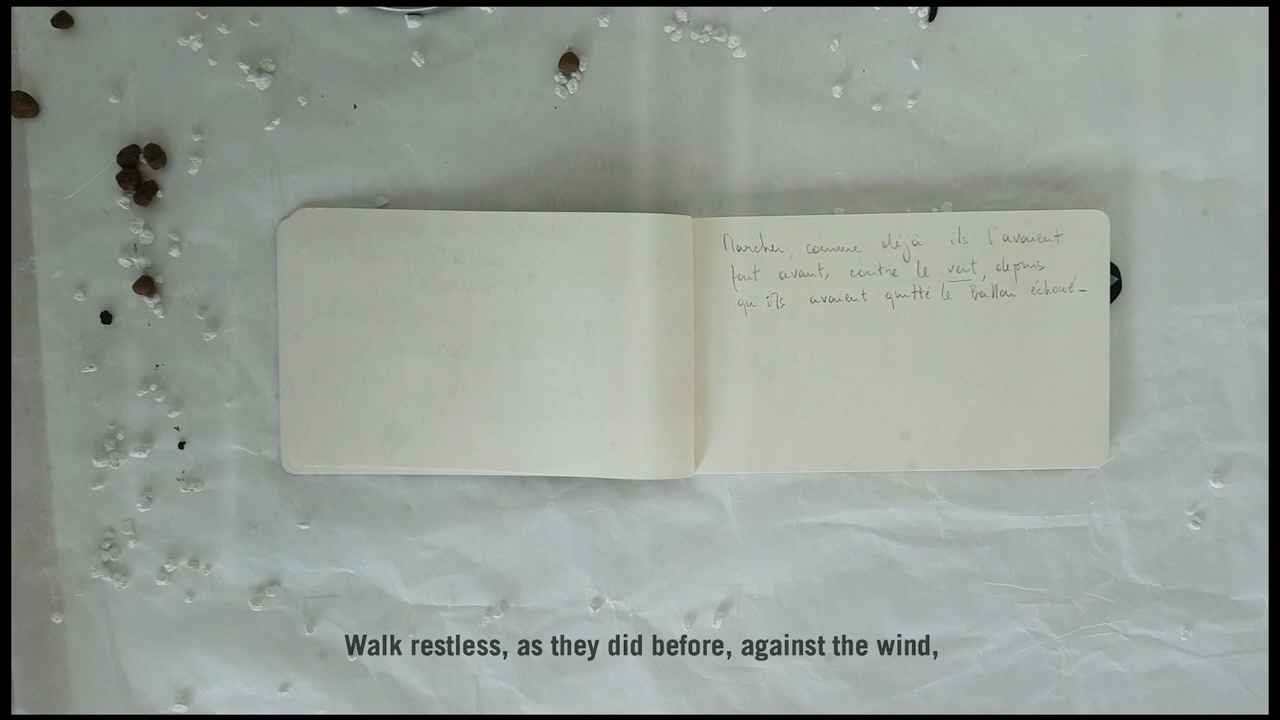 Marcher, comme déjà ils l'avaient
fait avant, contre le vent, depuis
qu'ils avaient quitté le Ballon échoué-
Walk restless, as they did before, against the wind,